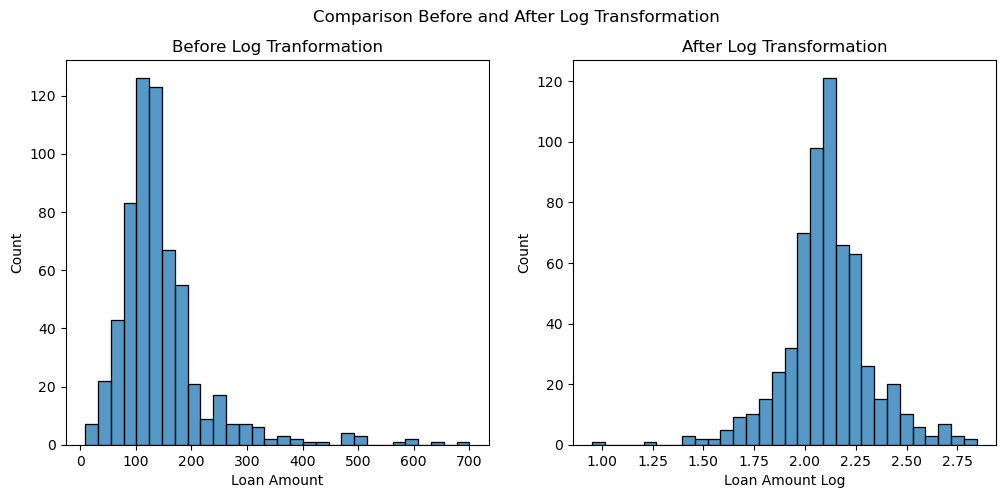 Comparison Before and After Log Transformation
Before Log Tranformation
After Log Transformation
120
100
80
60
40
20
0
Count
0 100 200 300 400 500 600 700
Loan Amount
120
100
80
60
40
20
0
Count
1.00 1.25 1.50 1.75 2.00 2.25 2.50 2.75
Loan Amount Log